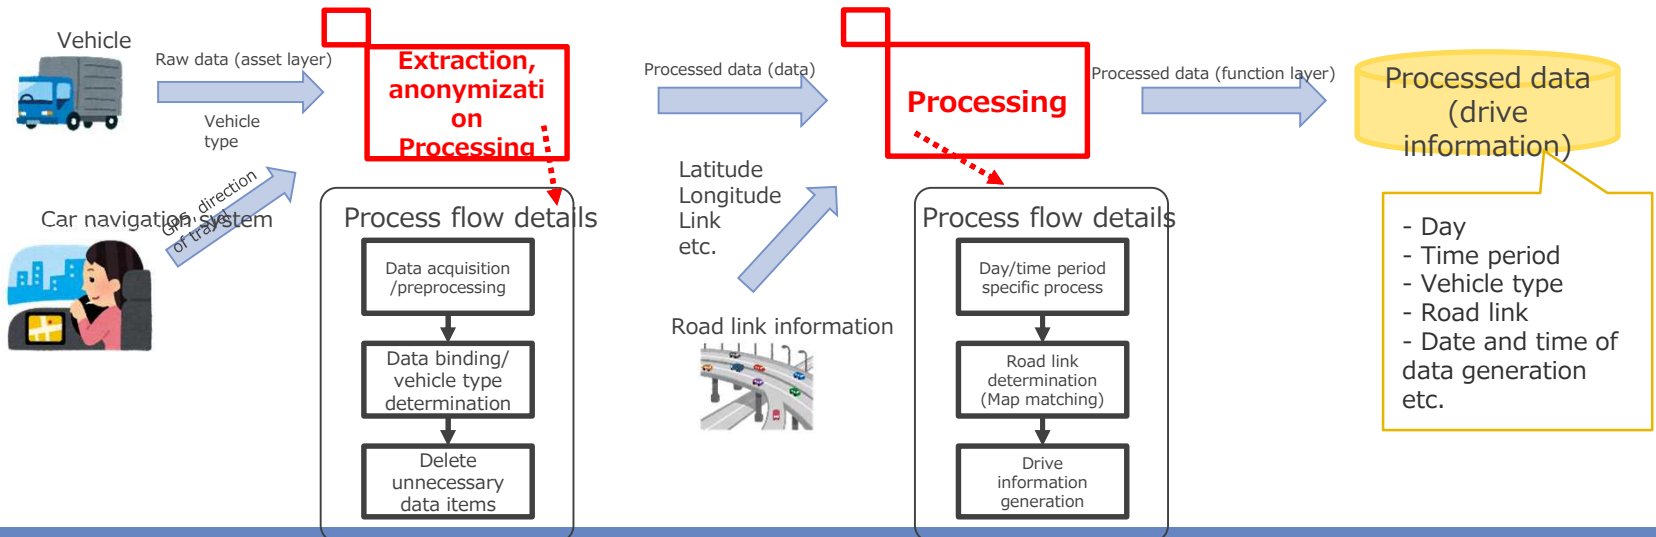 Vehicle
Raw data (asset layer)
Vehicle
type
Car navigation system
GPS, direction
of travel
Extraction,
anonymizati
on
Processing
Process flow details
Data acquisition
/preprocessing
Data binding/
vehicle type
determination
Delete
unnecessary
data items
Processed data (data)
Latitude
Longitude
Link
etc.
Road link information
Processing
Process flow details
Day/time period
specific process
Road link
determination
(Map matching)
Drive
information
generation
Processed data (function layer)
Processed data
(drive
information)
- Day
- Time period
- Vehicle type
- Road link
- Date and time of
data generation
etc.